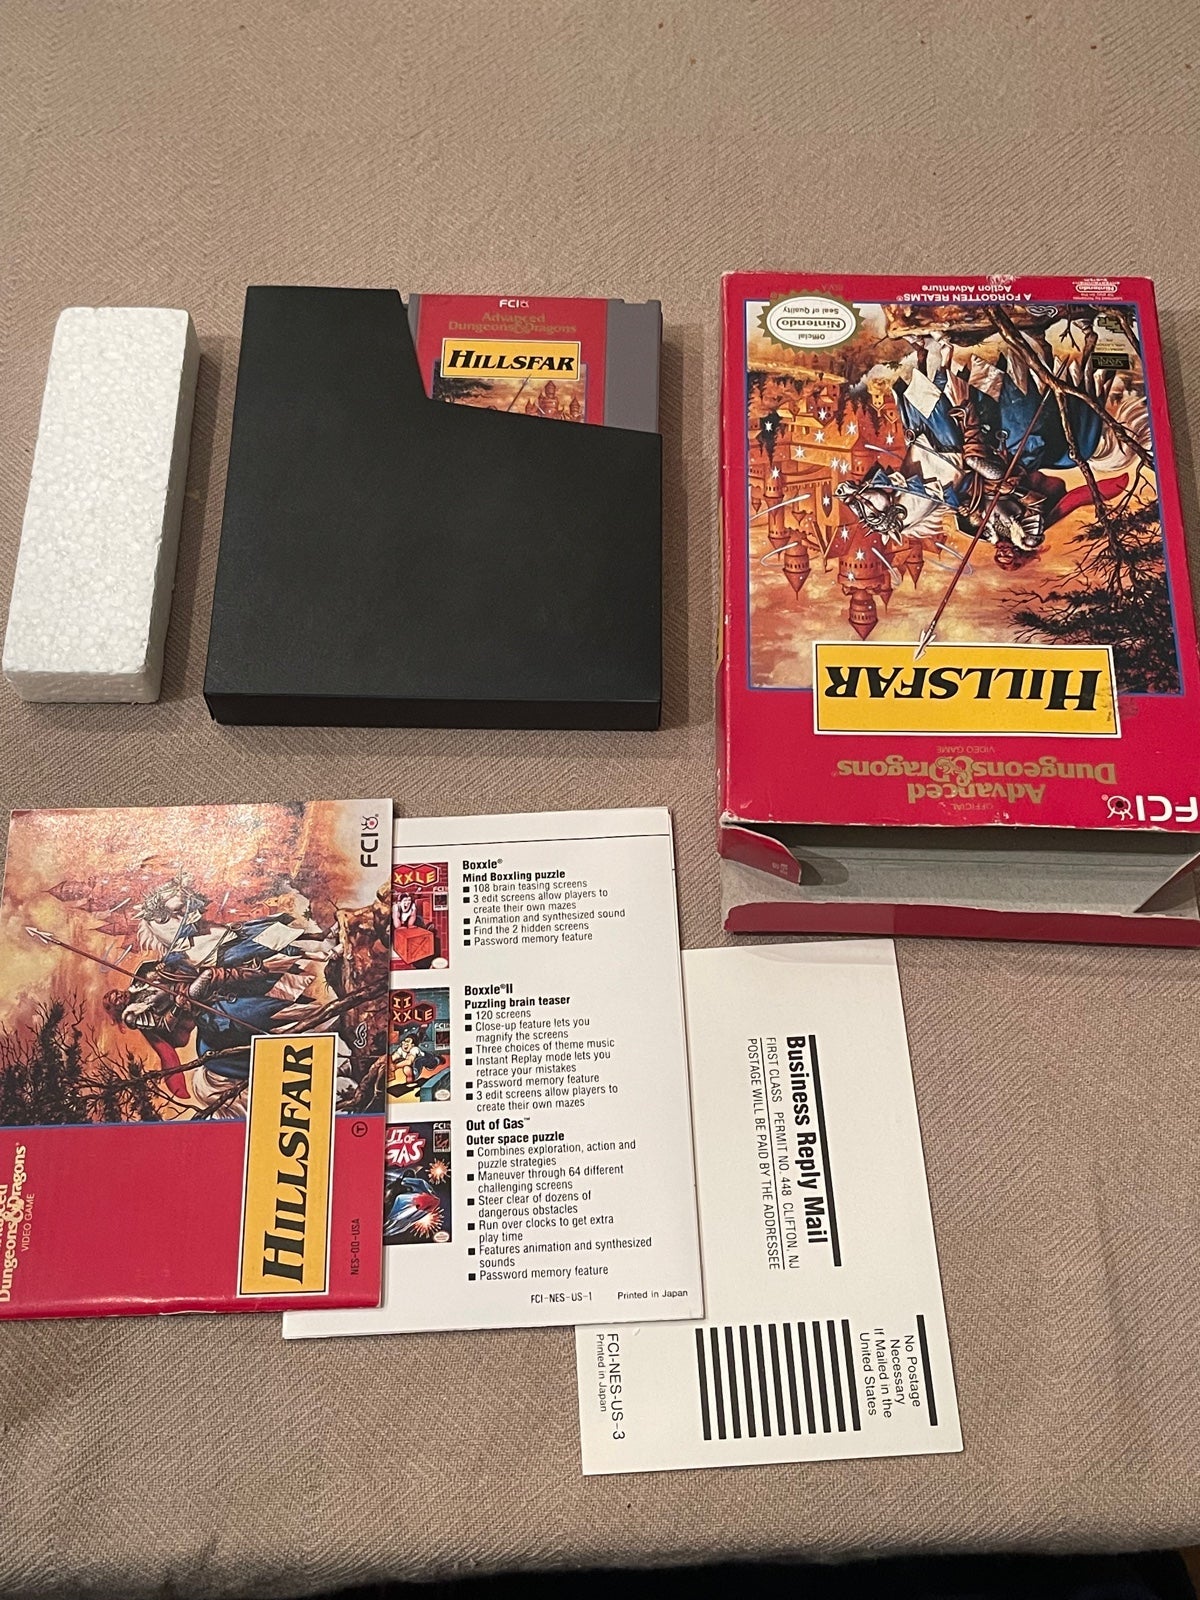 FCI
Advanced
Dungeons & Dragons
HILLSFAR
A FORGOTTEN REALMS®
Action Adventure
REV-A
Official
Nintendo
Seal of Quality
HILLSFAR
OFFICIAL
Advanced
Dungeons & Dragons
VIDEO GAME
FCI
FCI
HILLSFAR
Dungeons & Dragons
VIDEO GAME
NES-OD-USA
T
Boxxle®
Mind Boxxling puzzle
■ 108 brain teasing screens
■ 3 edit screens allow players to
create their own mazes
■ Animation and synthesized sound
■ Find the 2 hidden screens
■ Password memory feature
Boxxle®II
Puzzling brain teaser
■ 120 screens
■ Close-up feature lets you
magnify the screens
■ Three choices of theme music
■ Instant Replay mode lets you
retrace your mistakes
■ Password memory feature
■ 3 edit screens allow players to
create their own mazes
Out of Gas™
Outer space puzzle
■ Combines exploration, action and
puzzle strategies
■ Maneuver through 64 different
challenging screens
■ Steer clear of dozens of
dangerous obstacles
■ Run over clocks to get extra
play time
■ Features animation and synthesized
sounds
■ Password memory feature
FCI-NES-US-1 Printed in Japan
Business Reply Mail
FIRST CLASS PERMIT NO. 448 CLIFTON, NJ
POSTAGE WILL BE PAID BY THE ADDRESSEE
No Postage
Necessary
If Mailed in the
United States
FCI-NES-US-3
Printed in Japan